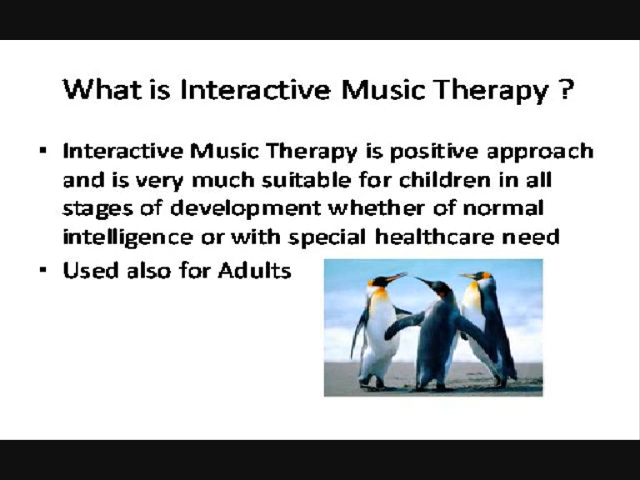 What is Interactive Music Therapy ?
▪ Interactive Music Therapy is positive approach
and is very much suitable for children in all
stages of development whether of normal
intelligence or with special healthcare need
▪ Used also for Adults